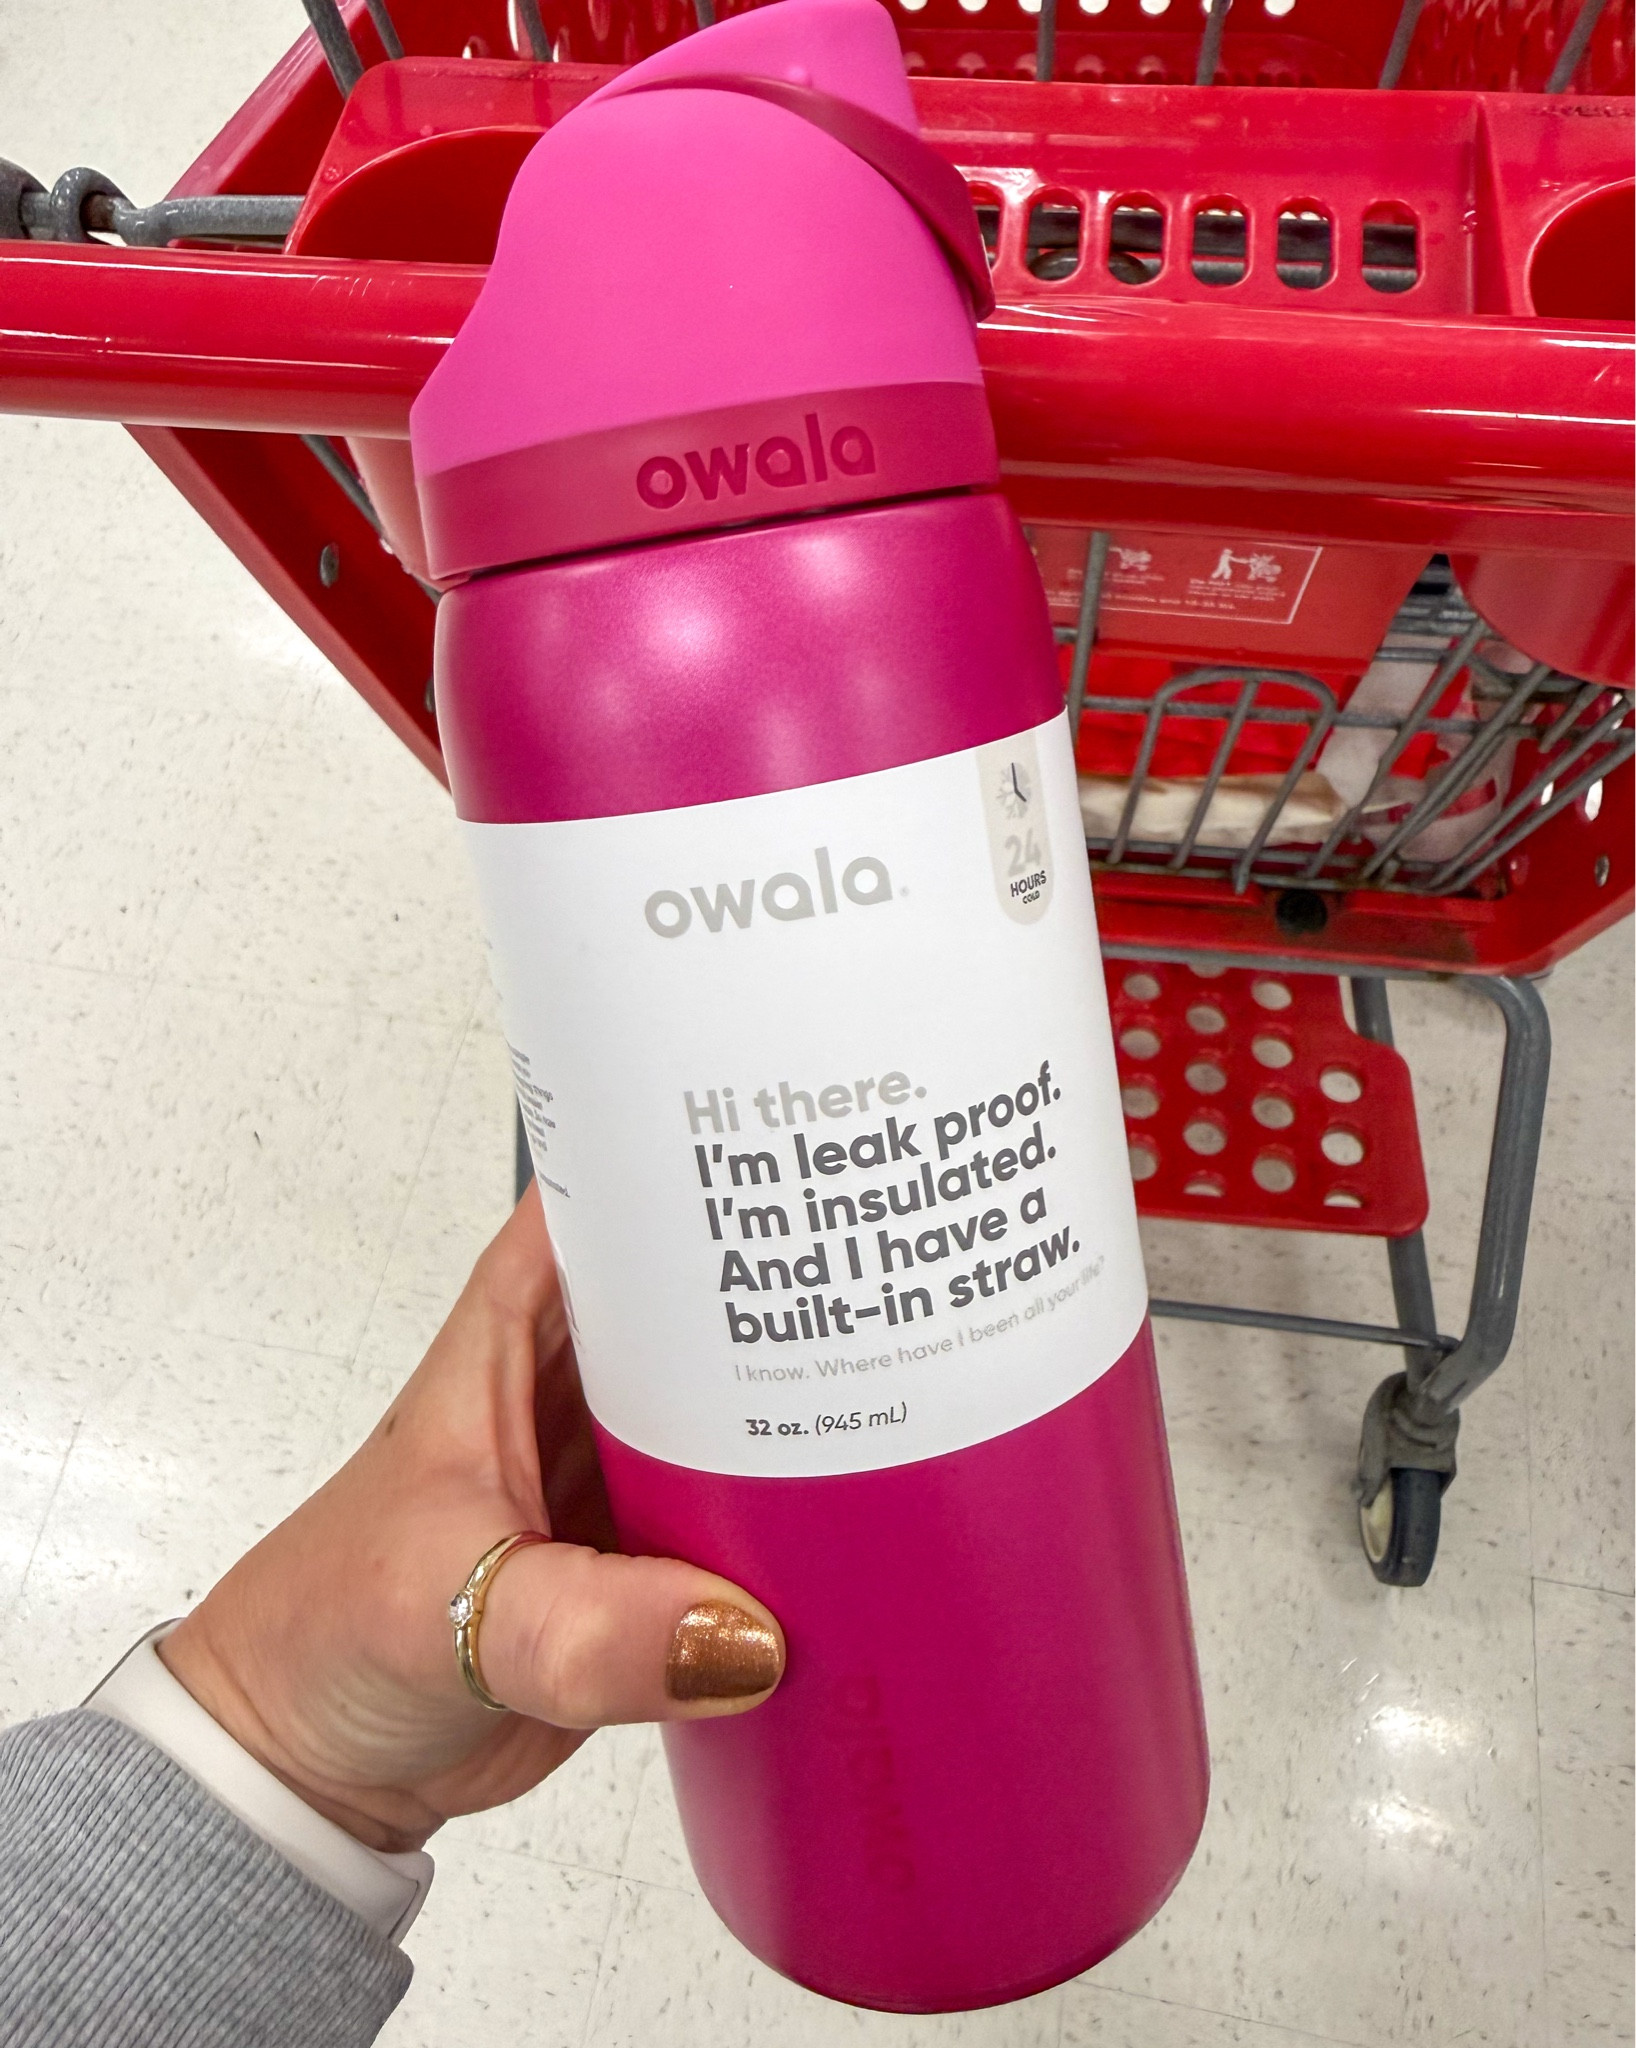 owala
owala
24
HOURS
COLD
Hi there.
I'm leak proof.
I'm insulated.
And I have a
built-in straw.
I know. Where have I been all your life?
32 oz. (945 mL)
owala